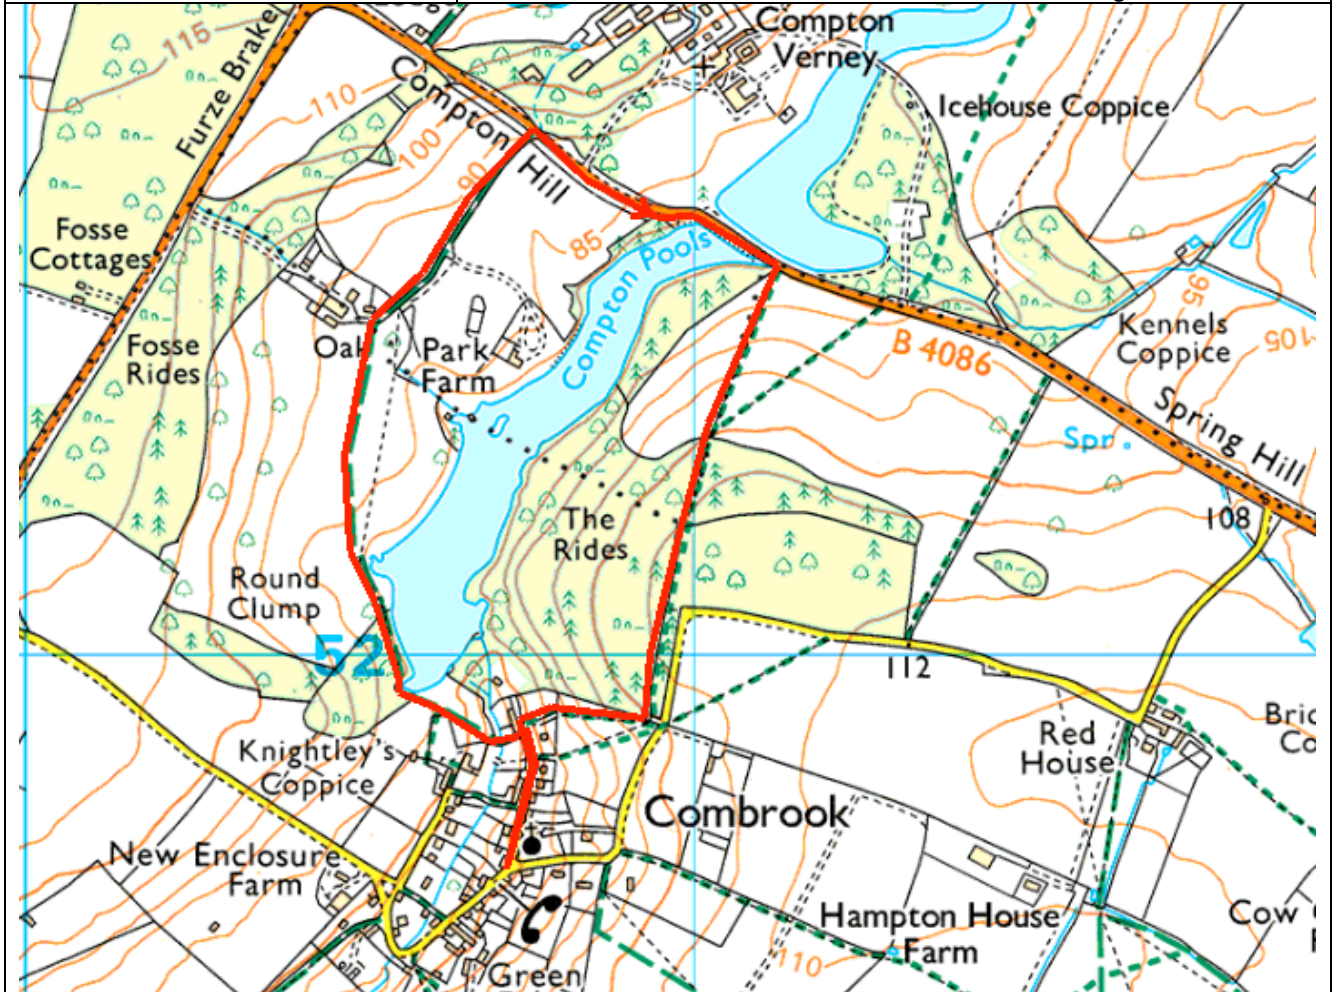 Compton
Verney
115
Furze Brake
110
Compton
Hill
100
90
Icehouse Coppice
Fosse
Cottages
85
Compton Pools
95
Kennels
Coppice
105
Fosse
Rides
Oak
Park
Farm
B 4086
Spring Hill
Spr .
108
The
Rides
Round
Clump
52
112
Knightley's
Coppice
Red
House
Combrook
New Enclosure
Farm
Hampton House
Farm
Cow
110
Green